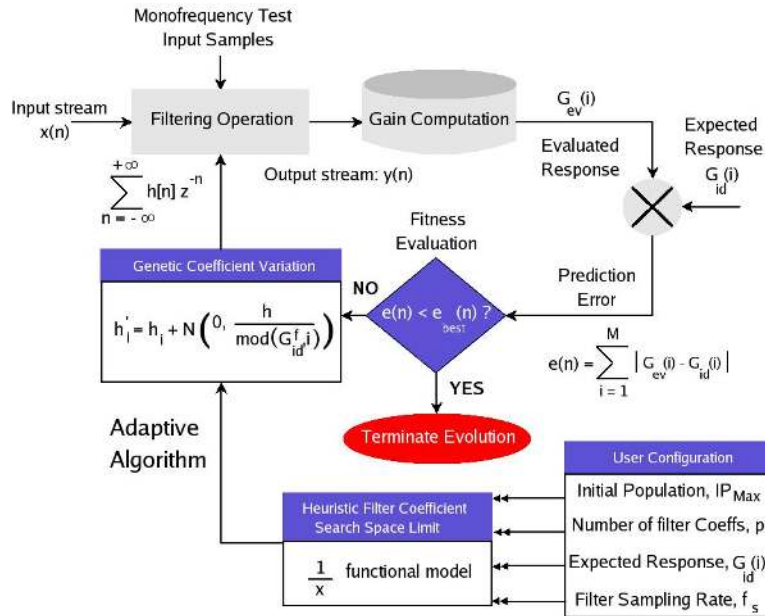 Monofrequency Test
Input Samples
Input stream
x(n)
Filtering Operation
Gain Computation
G_ev(i)
Evaluated
Response
Expected
Response
G_id(i)
Output stream: y(n)
+∞
∑ h[n] z^-n
n = - ∞
Fitness
Evaluation
Genetic Coefficient Variation
h'_i = h_i + N(0, h / mod(G^f_id,i))
NO
e(n) < e_best(n) ?
Prediction
Error
M
e(n) = ∑ |G_ev(i) - G_id(i)|
i = 1
YES
Terminate Evolution
Adaptive
Algorithm
Heuristic Filter Coefficient
Search Space Limit
1/x functional model
User Configuration
Initial Population, IP_Max
Number of filter Coeffs, p
Expected Response, G_id(i)
Filter Sampling Rate, f_s